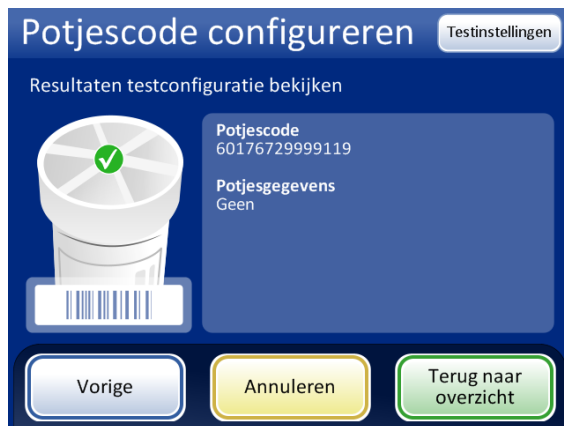 Potjescode configureren
Testinstellingen
Resultaten testconfiguratie bekijken
Potjescode
60176729999119
Potjesgegevens
Geen
Vorige
Annuleren
Terug naar
overzicht